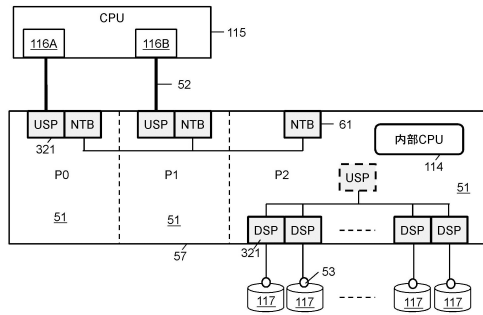 CPU
116A 116B 115
52
USP NTB USP NTB NTB 61
321 内部CPU
114
P0 P1 P2 USP
51 51 51
DSP DSP DSP DSP
57 321
53
117 117 117 117